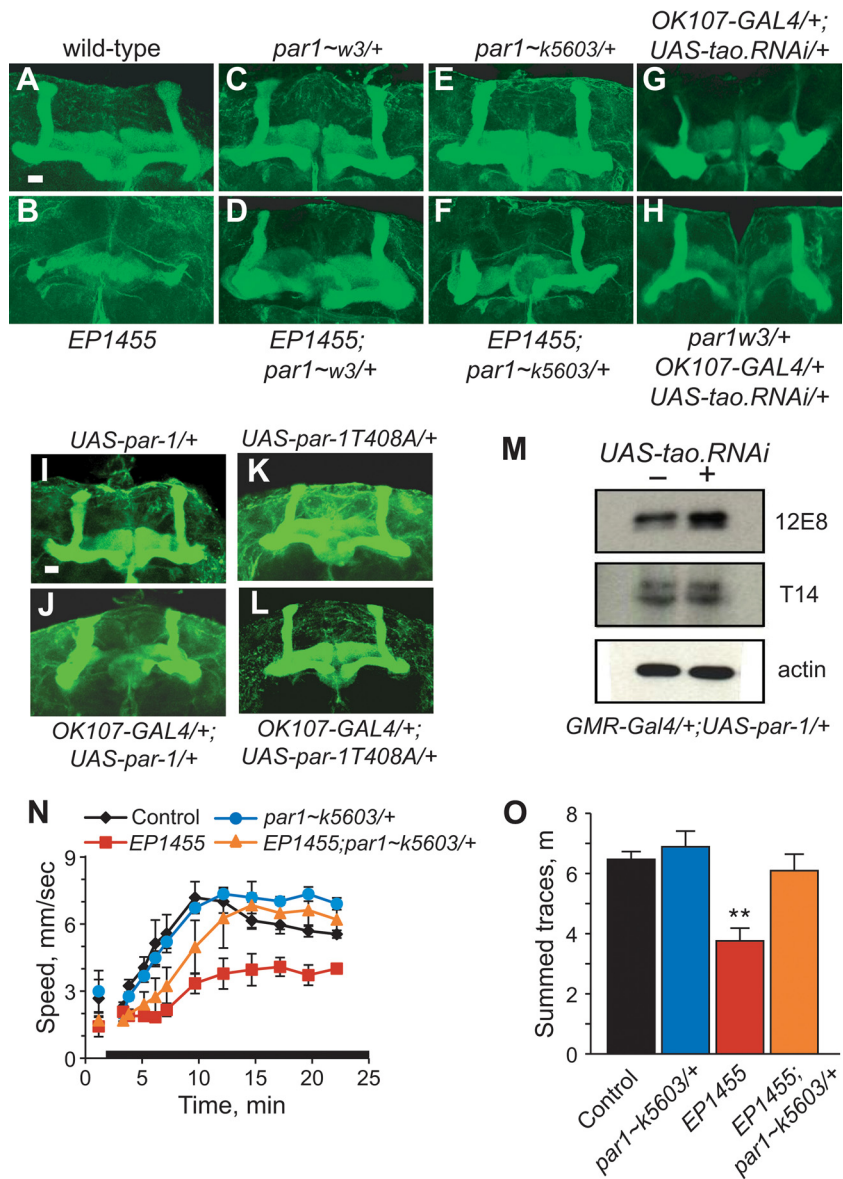 OK107-GAL4/+;
wild-type par1~w3/+ par1~k5603/+ UAS-tao.RNAi/+
A C E G
B D F H
EP1455 EP1455; EP1455; par1w3/+
par1~w3/+ par1~k5603/+ OK107-GAL4/+
UAS-tao.RNAi/+
UAS-par-1/+ UAS-par-1T408A/+
I K
J L
OK107-GAL4/+; OK107-GAL4/+;
UAS-par-1/+ UAS-par-1T408A/+
M UAS-tao.RNAi
– +
12E8
T14
actin
GMR-Gal4/+;UAS-par-1/+
N Control par1~k5603/+
EP1455 EP1455;par1~k5603/+
Speed, mm/sec
9
6
3
0
0 5 10 15 20 25
Time, min
O
Summed traces, m
8
6
4
2
0
**
Control
par1~k5603/+
EP1455
EP1455;
par1~k5603/+